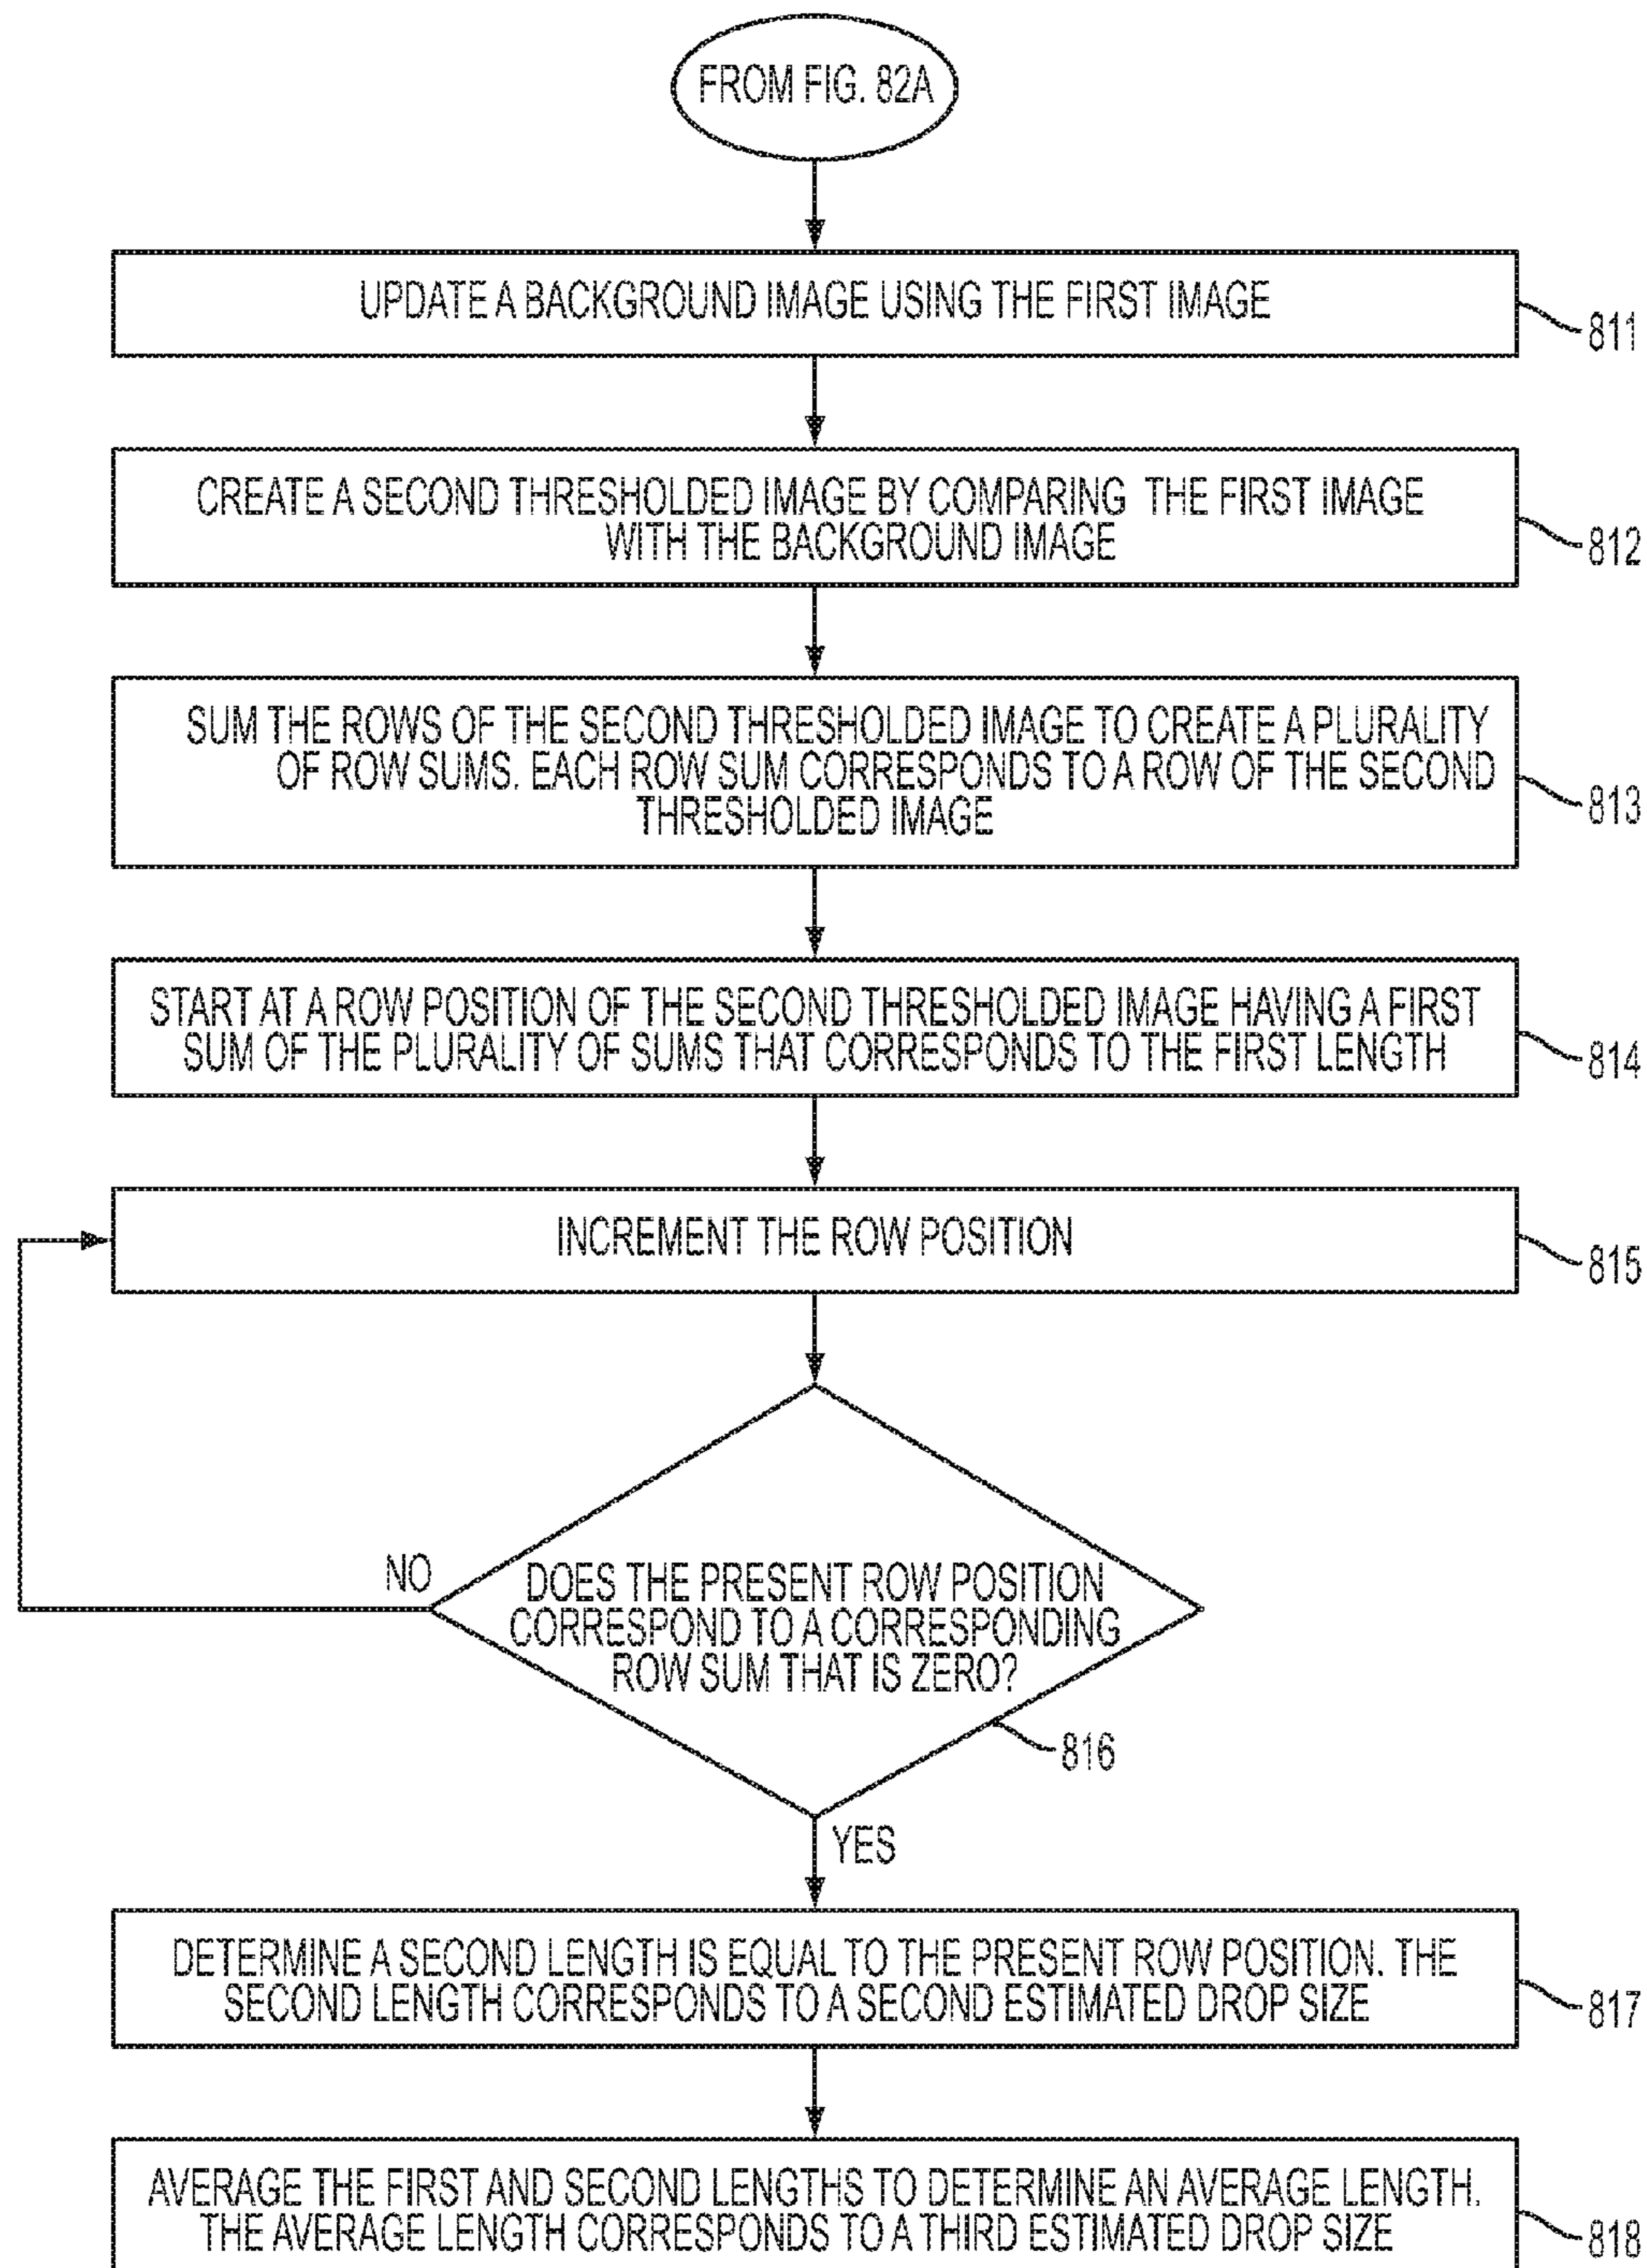 FROM FIG. 82A
UPDATE A BACKGROUND IMAGE USING THE FIRST IMAGE
811
CREATE A SECOND THRESHOLDED IMAGE BY COMPARING THE FIRST IMAGE
WITH THE BACKGROUND IMAGE
812
SUM THE ROWS OF THE SECOND THRESHOLDED IMAGE TO CREATE A PLURALITY
OF ROW SUMS. EACH ROW SUM CORRESPONDS TO A ROW OF THE SECOND
THRESHOLDED IMAGE
813
START AT A ROW POSITION OF THE SECOND THRESHOLDED IMAGE HAVING A FIRST
SUM OF THE PLURALITY OF SUMS THAT CORRESPONDS TO THE FIRST LENGTH
814
INCREMENT THE ROW POSITION
815
NO
DOES THE PRESENT ROW POSITION
CORRESPOND TO A CORRESPONDING
ROW SUM THAT IS ZERO?
816
YES
DETERMINE A SECOND LENGTH IS EQUAL TO THE PRESENT ROW POSITION. THE
SECOND LENGTH CORRESPONDS TO A SECOND ESTIMATED DROP SIZE
817
AVERAGE THE FIRST AND SECOND LENGTHS TO DETERMINE AN AVERAGE LENGTH.
THE AVERAGE LENGTH CORRESPONDS TO A THIRD ESTIMATED DROP SIZE
818